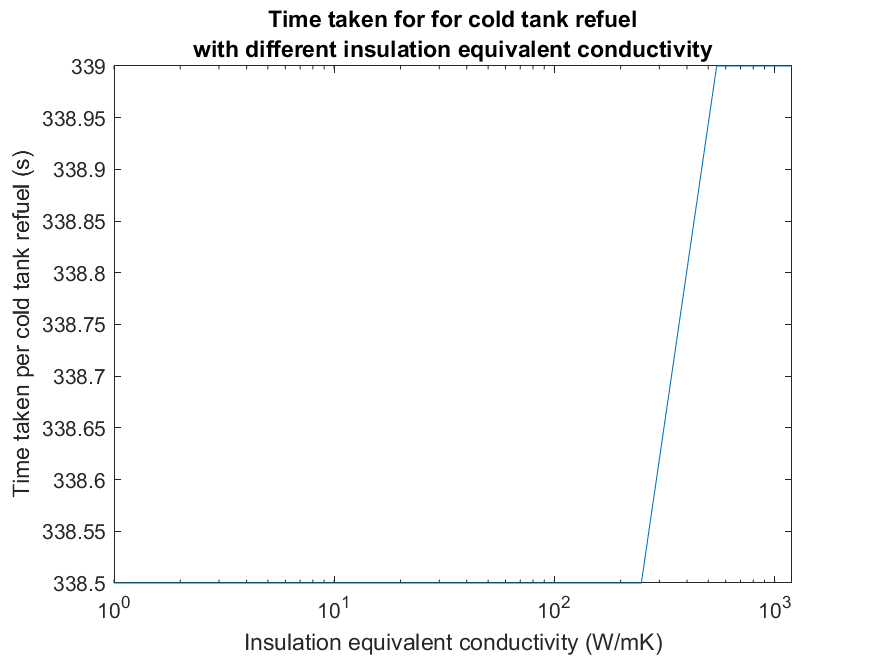 Time taken for for cold tank refuel
with different insulation equivalent conductivity
339
338.95
338.9
338.85
338.8
338.75
338.7
338.65
338.6
338.55
338.5
Time taken per cold tank refuel (s)
10^0 10^1 10^2 10^3
Insulation equivalent conductivity (W/mK)